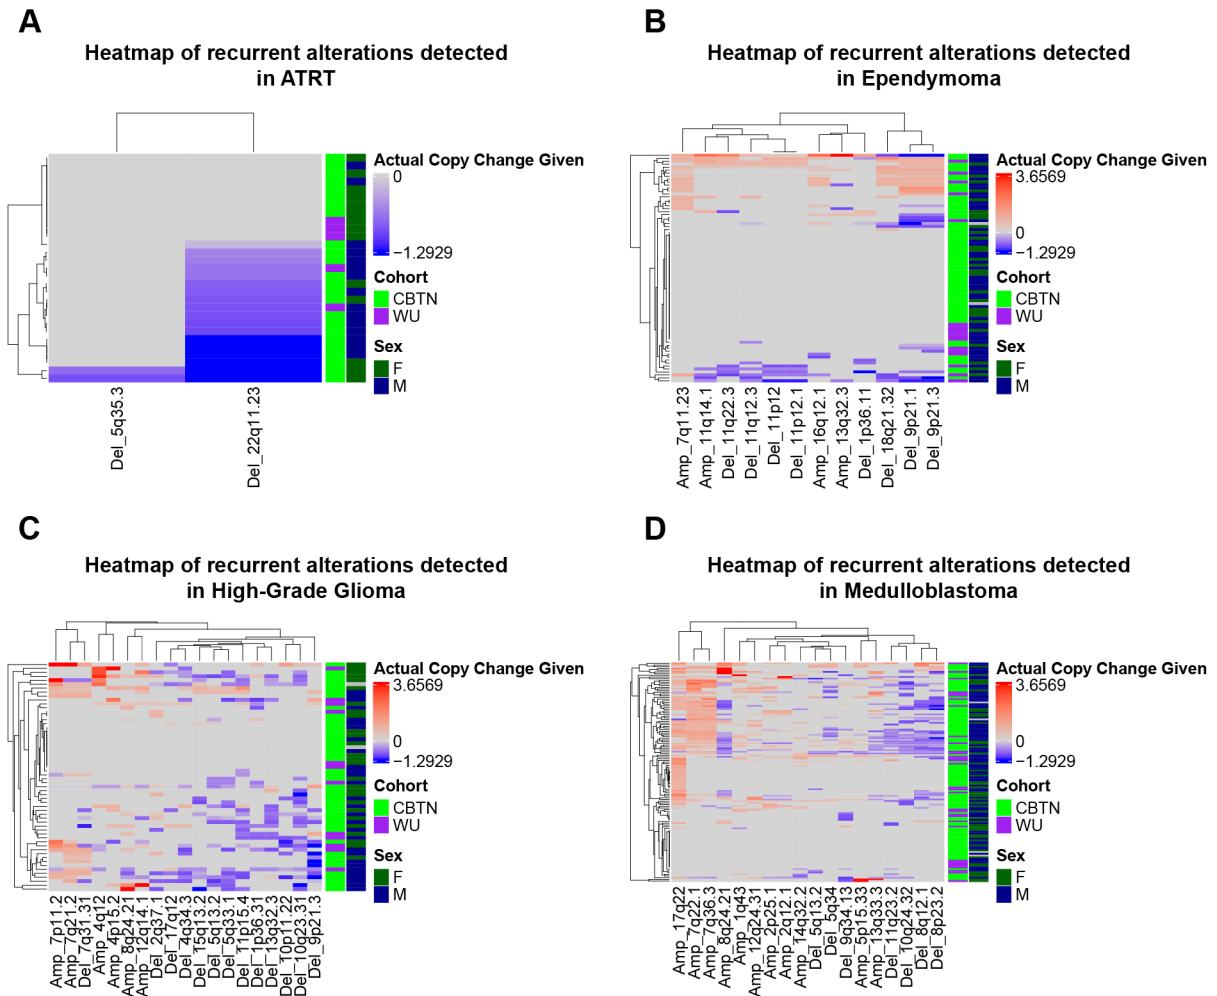 A
Heatmap of recurrent alterations detected
in ATRT
Actual Copy Change Given
0
−1.2929
Cohort
CBTN
WU
Sex
F
M
Del_5q35.3
Del_22q11.23
B
Heatmap of recurrent alterations detected
in Ependymoma
Actual Copy Change Given
3.6569
0
−1.2929
Cohort
CBTN
WU
Sex
F
M
Amp_7q11.23
Amp_11q14.1
Del_11q22.3
Del_11q12.3
Del_11p12
Del_11p12.1
Amp_16q12.1
Amp_13q32.3
Del_1p36.11
Del_18q21.32
Del_9p21.1
Del_9p21.3
C
Heatmap of recurrent alterations detected
in High-Grade Glioma
Actual Copy Change Given
3.6569
0
−1.2929
Cohort
CBTN
WU
Sex
F
M
Amp_7p11.2
Amp_7q21.2
Del_7q31.31
Amp_4q12
Amp_4p15.2
Amp_8q24.21
Amp_12q14.1
Del_2q37.1
Del_17q12
Del_4q34.3
Del_15q13.2
Del_5q13.2
Del_5q33.1
Del_11p15.4
Del_1p36.31
Del_13q32.3
Del_10p11.22
Del_10q23.31
Del_9p21.3
D
Heatmap of recurrent alterations detected
in Medulloblastoma
Actual Copy Change Given
3.6569
0
−1.2929
Cohort
CBTN
WU
Sex
F
M
Amp_17q22
Amp_7q22.1
Amp_7q36.3
Amp_8q24.21
Amp_1q43
Amp_12q24.31
Amp_2p25.1
Amp_2q12.1
Amp_14q32.2
Del_5q13.2
Del_5q34
Del_9q34.13
Amp_5p15.33
Amp_13q33.3
Del_11q23.2
Del_10q24.32
Del_8q12.1
Del_8p23.2